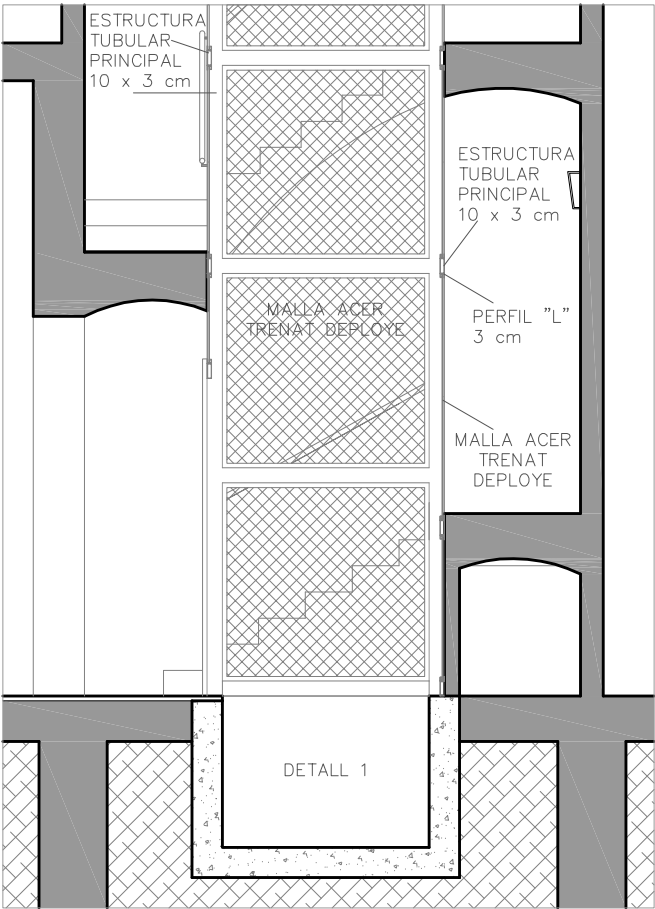 ESTRUCTURA
TUBULAR
PRINCIPAL
10 x 3 cm
ESTRUCTURA
TUBULAR
PRINCIPAL
10 x 3 cm
MALLA ACER
TRENAT DEPLOYE
PERFIL "L"
3 cm
MALLA ACER
TRENAT
DEPLOYE
DETALL 1